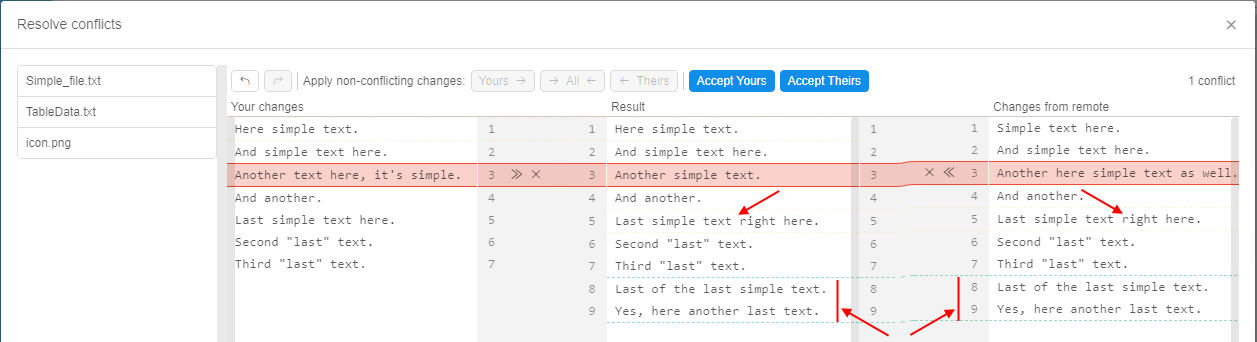 Resolve conflicts ×
Simple_file.txt
TableData.txt
icon.png
Apply non-conflicting changes: Yours → → All ← ← Theirs Accept Yours Accept Theirs 1 conflict
Your changes Result Changes from remote
Here simple text. 1 1 Here simple text. 1 1 Simple text here.
And simple text here. 2 2 And simple text here. 2 2 And simple text here.
Another text here, it's simple. 3 » × 3 Another simple text. 3 × « 3 Another here simple text as well.
And another. 4 4 And another. 4 4 And another.
Last simple text here. 5 5 Last simple text right here. 5 5 Last simple text right here.
Second "last" text. 6 6 Second "last" text. 6 6 Second "last" text.
Third "last" text. 7 7 Third "last" text. 7 7 Third "last" text.
8 Last of the last simple text. 8 8 Last of the last simple text.
9 Yes, here another last text. 9 9 Yes, here another last text.